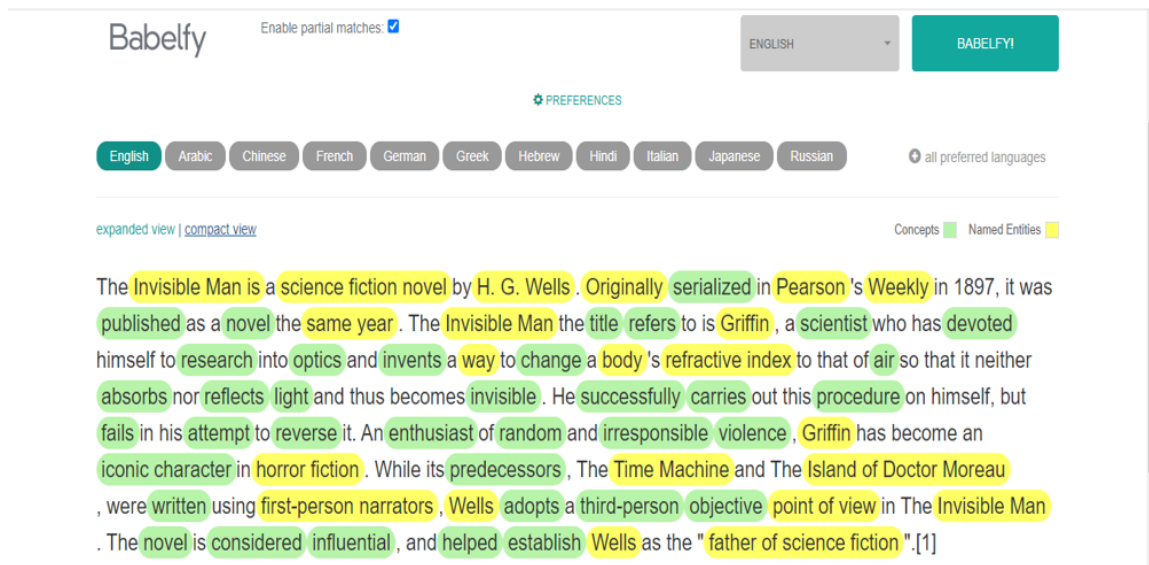 Babelfy
Enable partial matches:
ENGLISH
BABELFY!
PREFERENCES
English Arabic Chinese French German Greek Hebrew Hindi Italian Japanese Russian
all preferred languages
expanded view | compact view
Concepts Named Entities
The Invisible Man is a science fiction novel by H. G. Wells . Originally serialized in Pearson 's Weekly in 1897, it was
published as a novel the same year . The Invisible Man the title refers to is Griffin , a scientist who has devoted
himself to research into optics and invents a way to change a body 's refractive index to that of air so that it neither
absorbs nor reflects light and thus becomes invisible . He successfully carries out this procedure on himself, but
fails in his attempt to reverse it. An enthusiast of random and irresponsible violence , Griffin has become an
iconic character in horror fiction . While its predecessors , The Time Machine and The Island of Doctor Moreau
, were written using first-person narrators , Wells adopts a third-person objective point of view in The Invisible Man
. The novel is considered influential , and helped establish Wells as the " father of science fiction ".[1]